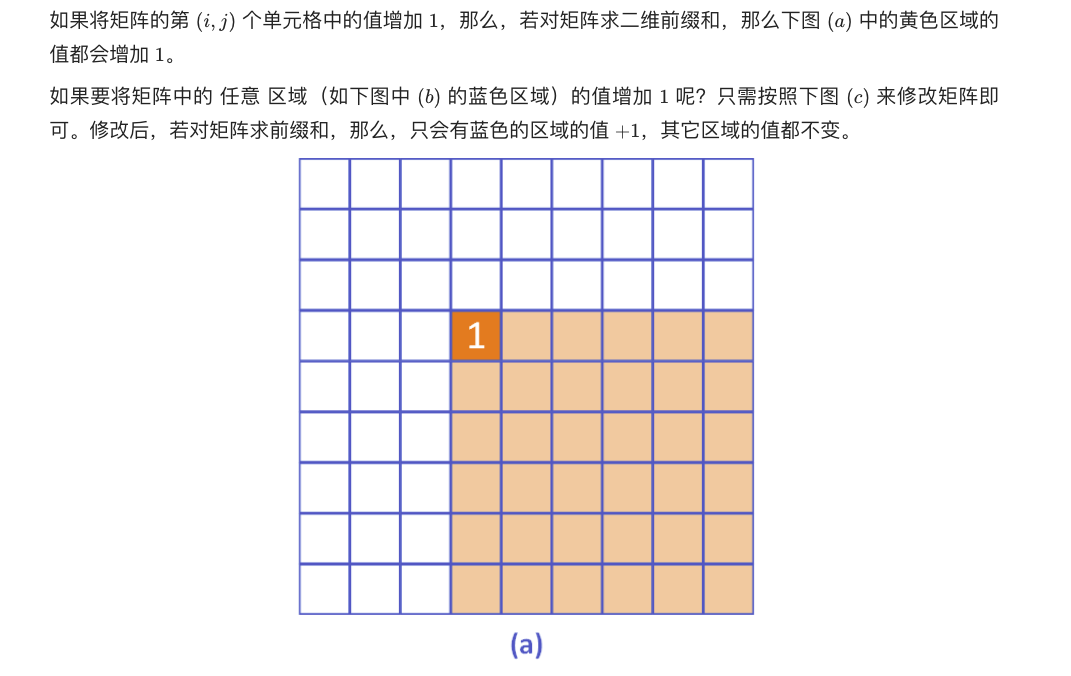 如果将矩阵的第 (i, j) 个单元格中的值增加 1，那么，若对矩阵求二维前缀和，那么下图 (a) 中的黄色区域的
值都会增加 1。
如果要将矩阵中的 任意 区域（如下图中 (b) 的蓝色区域）的值增加 1 呢？只需按照下图 (c) 来修改矩阵即
可。修改后，若对矩阵求前缀和，那么，只会有蓝色的区域的值 +1，其它区域的值都不变。
1
(a)